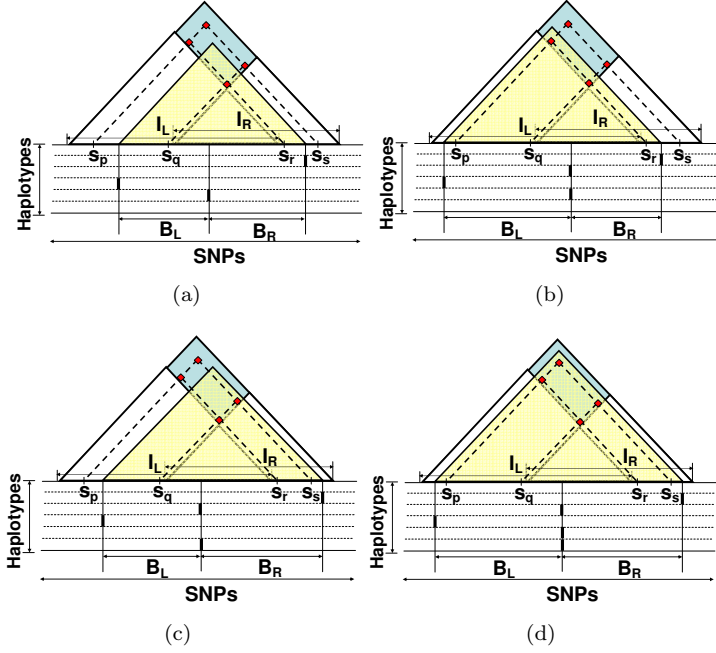 I_L
I_R
S_p S_q S_r S_s
Haplotypes
B_L B_R
SNPs
(a)
I_L
I_R
S_p S_q S_r S_s
Haplotypes
B_L B_R
SNPs
(b)
I_L
I_R
S_p S_q S_r S_s
Haplotypes
B_L B_R
SNPs
(c)
I_L
I_R
S_p S_q S_r S_s
Haplotypes
B_L B_R
SNPs
(d)